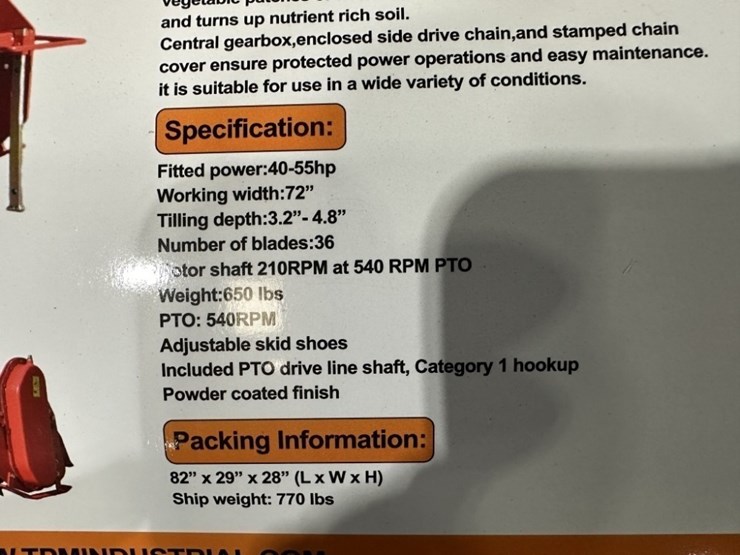 and turns up nutrient rich soil.
Central gearbox,enclosed side drive chain,and stamped chain
cover ensure protected power operations and easy maintenance.
it is suitable for use in a wide variety of conditions.
Specification:
Fitted power:40-55hp
Working width:72”
Tilling depth:3.2”- 4.8”
Number of blades:36
otor shaft 210RPM at 540 RPM PTO
Weight:650 lbs
PTO: 540RPM
Adjustable skid shoes
Included PTO drive line shaft, Category 1 hookup
Powder coated finish
Packing Information:
82” x 29” x 28” (L x W x H)
Ship weight: 770 lbs